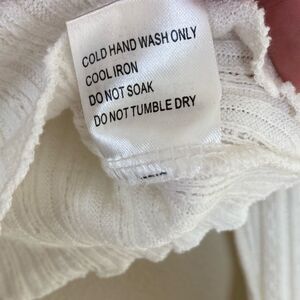 COLD HAND WASH ONLY
COOL IRON
DO NOT SOAK
DO NOT TUMBLE DRY